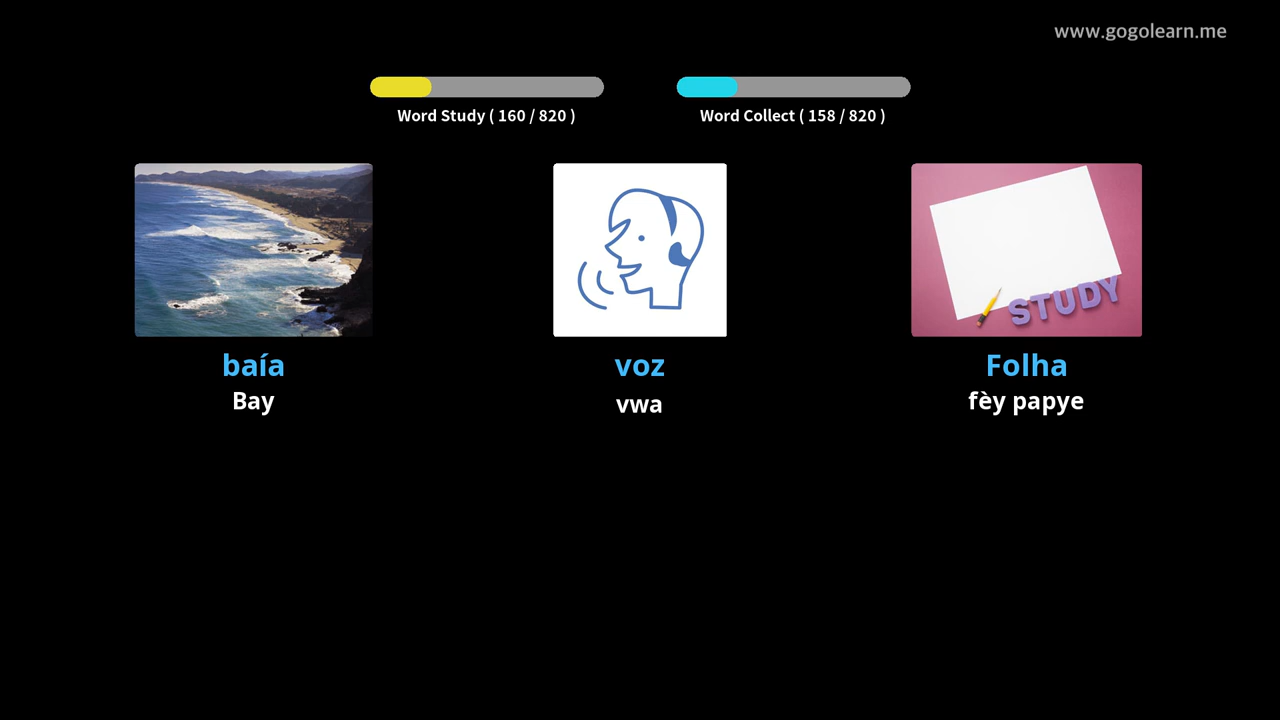 www.gogolearn.me
Word Study ( 160 / 820 )
Word Collect ( 158 / 820 )
STUDY
baía
voz
Folha
Bay
vwa
fèy papye